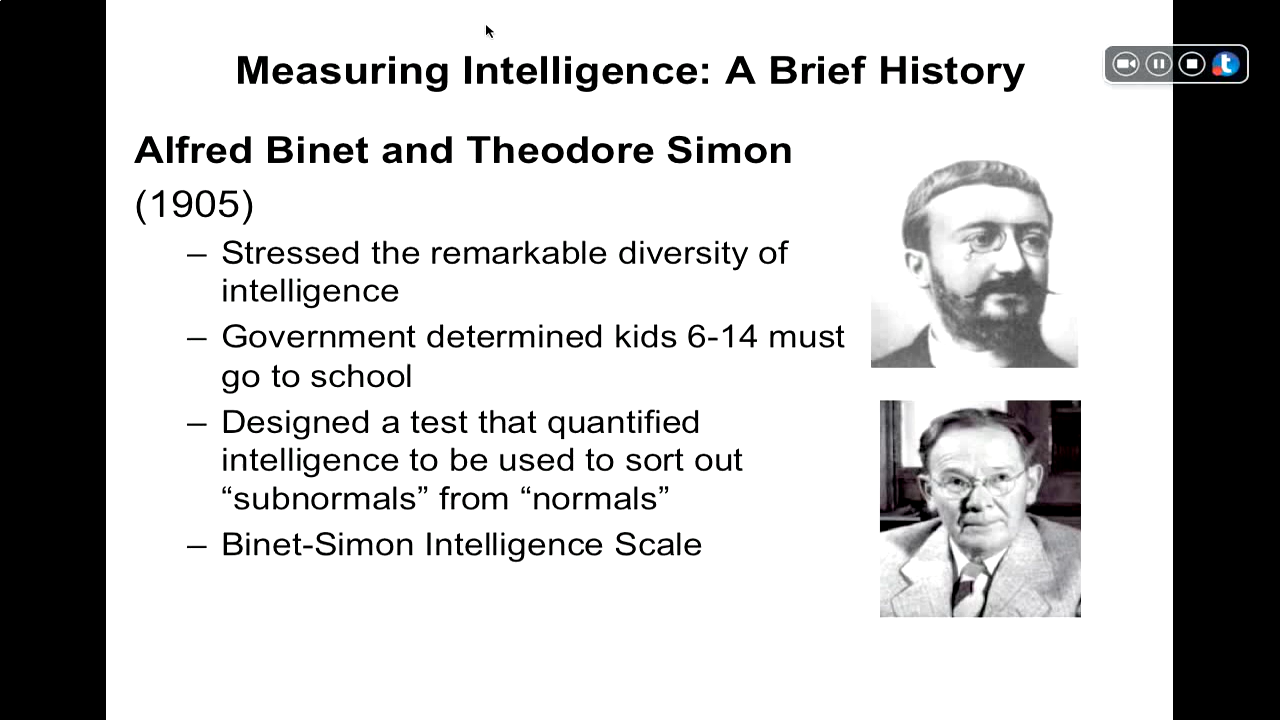 Measuring Intelligence: A Brief History
Alfred Binet and Theodore Simon
(1905)
– Stressed the remarkable diversity of
intelligence
– Government determined kids 6-14 must
go to school
– Designed a test that quantified
intelligence to be used to sort out
“subnormals” from “normals”
– Binet-Simon Intelligence Scale
t